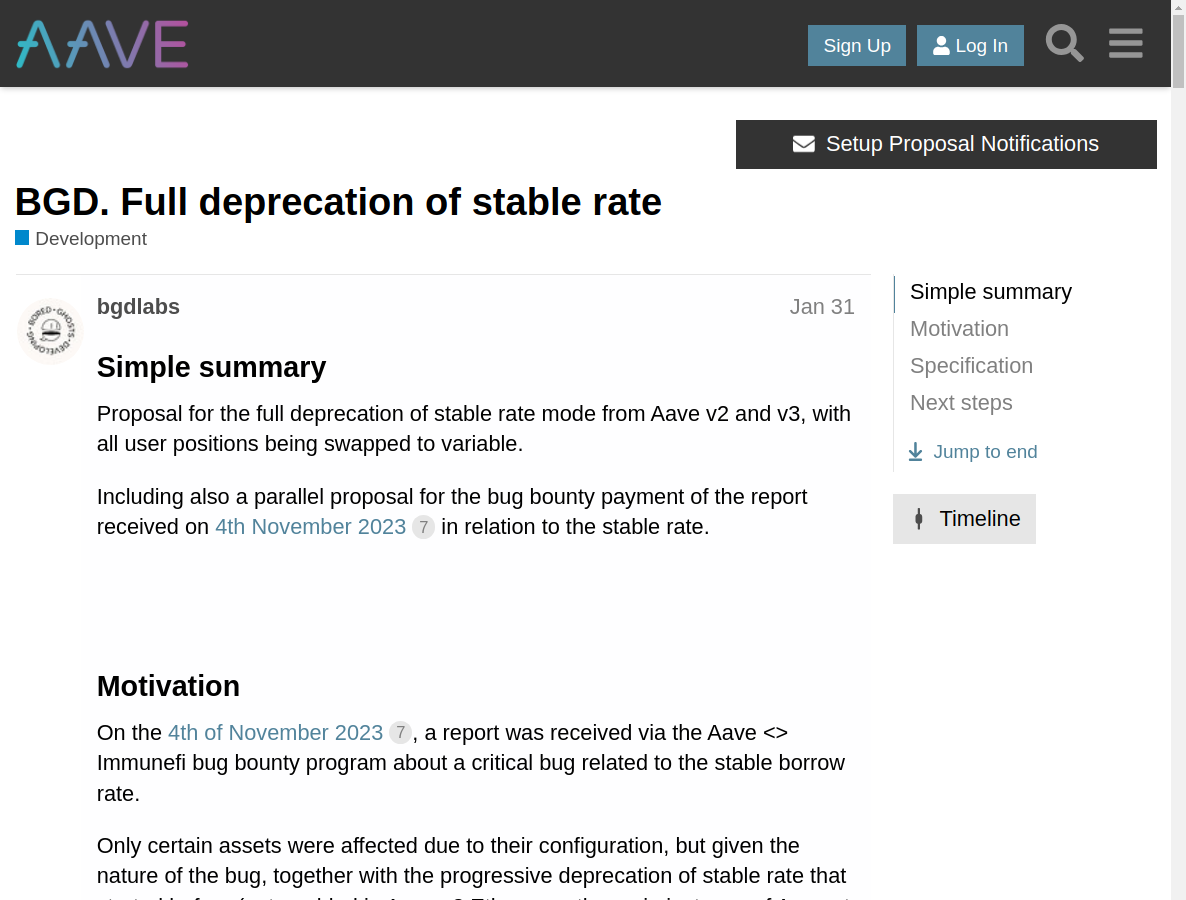 AAVE
Sign Up
Log In
Setup Proposal Notifications
BGD. Full deprecation of stable rate
Development
bgdlabs
Jan 31
BORED · GHOSTS · DEVELOPING ·
Simple summary
Proposal for the full deprecation of stable rate mode from Aave v2 and v3, with
all user positions being swapped to variable.
Including also a parallel proposal for the bug bounty payment of the report
received on 4th November 2023 7 in relation to the stable rate.
Motivation
On the 4th of November 2023 7, a report was received via the Aave <>
Immunefi bug bounty program about a critical bug related to the stable borrow
rate.
Only certain assets were affected due to their configuration, but given the
nature of the bug, together with the progressive deprecation of stable rate that
Simple summary
Motivation
Specification
Next steps
Jump to end
Timeline